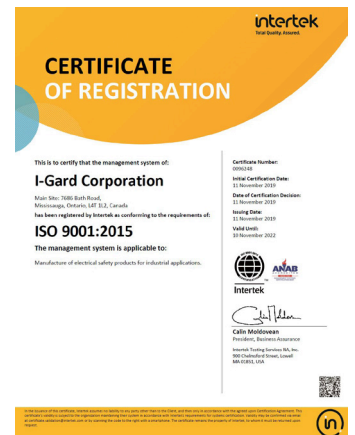 intertek
Total Quality. Assured.
CERTIFICATE
OF REGISTRATION
This is to certify that the management system of:
I-Gard Corporation
Main Site: 7686 Bath Road,
Mississauga, Ontario, L4T 1L2, Canada
has been registered by Intertek as conforming to the requirements of:
ISO 9001:2015
The management system is applicable to:
Manufacture of electrical safety products for industrial applications.
Certificate Number:
0096248
Initial Certification Date:
11 November 2019
Date of Certification Decision:
11 November 2019
Issuing Date:
11 November 2019
Valid Until:
10 November 2022
ANAB
Intertek
Calin Moldovean
President, Business Assurance
Intertek Testing Services NA, Inc.
900 Chelmsford Street, Lowell
MA 01851, USA
in